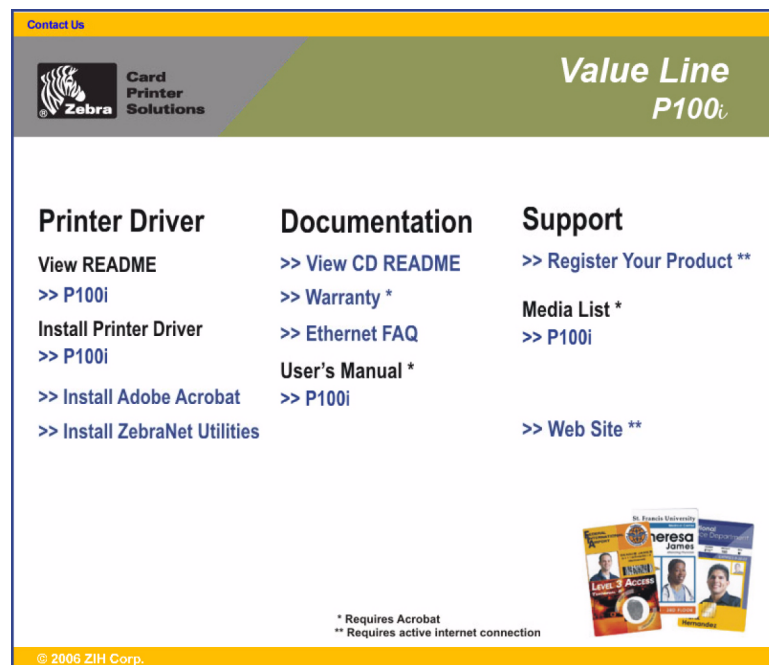 Contact Us
Zebra
®
Card
Printer
Solutions
Value Line
P100i
Printer Driver
View README
>> P100i
Install Printer Driver
>> P100i
>> Install Adobe Acrobat
>> Install ZebraNet Utilities
Documentation
>> View CD README
>> Warranty *
>> Ethernet FAQ
User's Manual *
>> P100i
Support
>> Register Your Product **
Media List *
>> P100i
>> Web Site **
St. Francis University
heresa
James
Level 3 Access
Hernandez
* Requires Acrobat
** Requires active internet connection
© 2006 ZIH Corp.